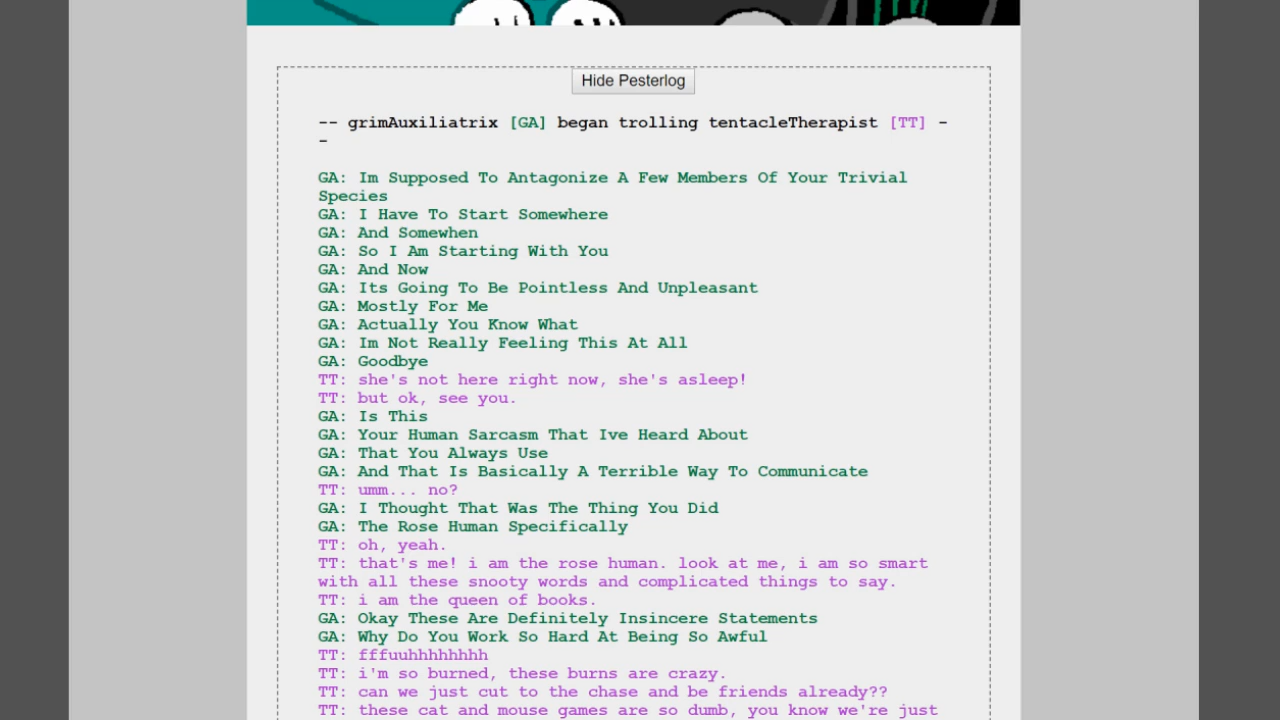 Hide Pesterlog
-- grimAuxiliatrix [GA] began trolling tentacleTherapist [TT] -
-
GA: Im Supposed To Antagonize A Few Members Of Your Trivial
Species
GA: I Have To Start Somewhere
GA: And Somewhen
GA: So I Am Starting With You
GA: And Now
GA: Its Going To Be Pointless And Unpleasant
GA: Mostly For Me
GA: Actually You Know What
GA: Im Not Really Feeling This At All
GA: Goodbye
TT: she's not here right now, she's asleep!
TT: but ok, see you.
GA: Is This
GA: Your Human Sarcasm That Ive Heard About
GA: That You Always Use
GA: And That Is Basically A Terrible Way To Communicate
TT: umm... no?
GA: I Thought That Was The Thing You Did
GA: The Rose Human Specifically
TT: oh, yeah.
TT: that's me! i am the rose human. look at me, i am so smart
with all these snooty words and complicated things to say.
TT: i am the queen of books.
GA: Okay These Are Definitely Insincere Statements
GA: Why Do You Work So Hard At Being So Awful
TT: fffuuhhhhhhhh
TT: i'm so burned, these burns are crazy.
TT: can we just cut to the chase and be friends already??
TT: these cat and mouse games are so dumb, you know we're just